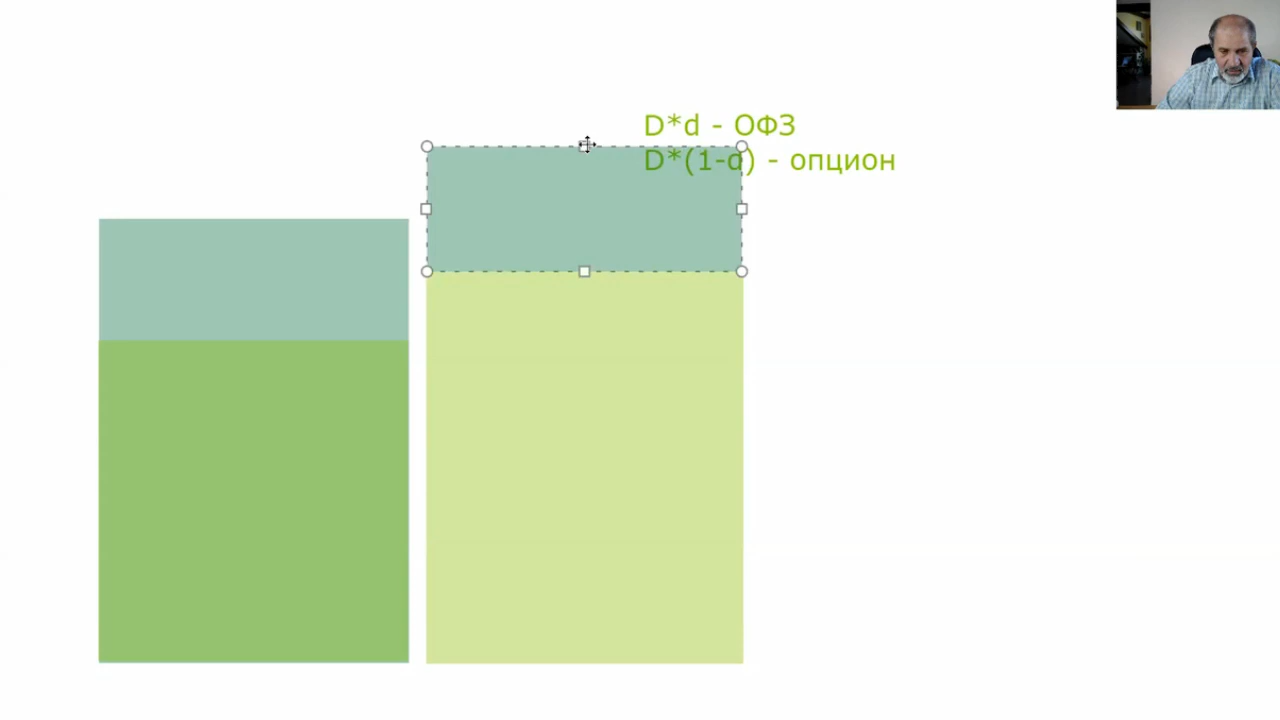 D*d - ОФЗ
D*(1-d) - опцион